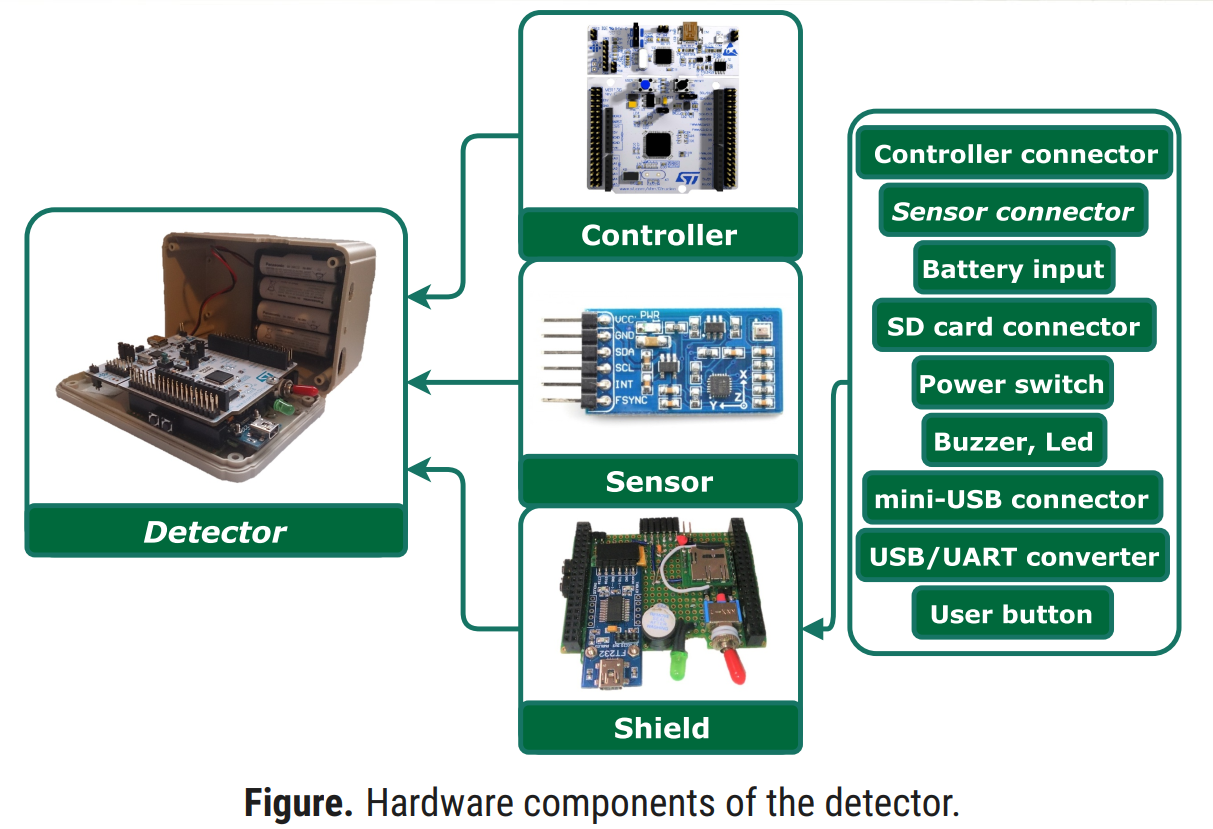 Controller
Sensor
Shield
Detector
Controller connector
Sensor connector
Battery input
SD card connector
Power switch
Buzzer, Led
mini-USB connector
USB/UART converter
User button
VCC
PWR
GND
SDA
SCL
INT
FSYNC
X
Y
Z
ST
FT232
Figure. Hardware components of the detector.